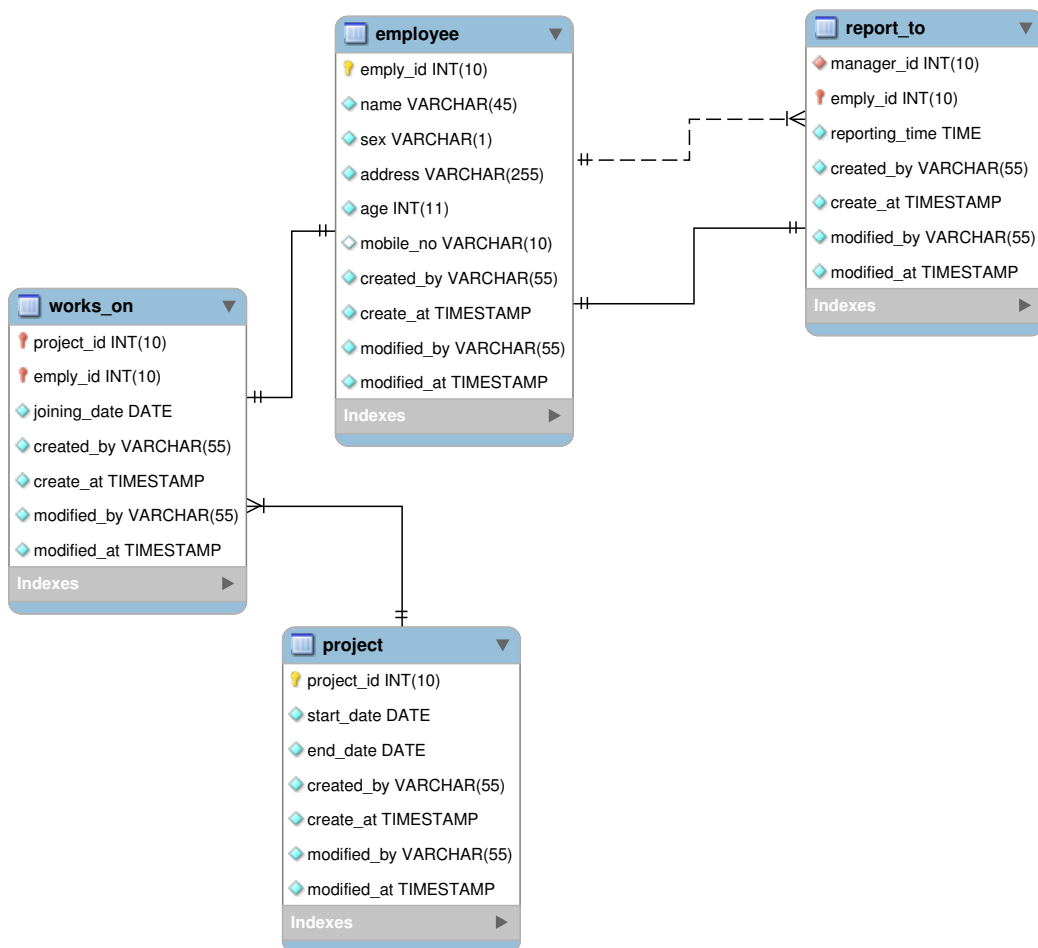 employee
emply_id INT(10)
name VARCHAR(45)
sex VARCHAR(1)
address VARCHAR(255)
age INT(11)
mobile_no VARCHAR(10)
created_by VARCHAR(55)
create_at TIMESTAMP
modified_by VARCHAR(55)
modified_at TIMESTAMP
Indexes
report_to
manager_id INT(10)
emply_id INT(10)
reporting_time TIME
created_by VARCHAR(55)
create_at TIMESTAMP
modified_by VARCHAR(55)
modified_at TIMESTAMP
Indexes
works_on
project_id INT(10)
emply_id INT(10)
joining_date DATE
created_by VARCHAR(55)
create_at TIMESTAMP
modified_by VARCHAR(55)
modified_at TIMESTAMP
Indexes
project
project_id INT(10)
start_date DATE
end_date DATE
created_by VARCHAR(55)
create_at TIMESTAMP
modified_by VARCHAR(55)
modified_at TIMESTAMP
Indexes